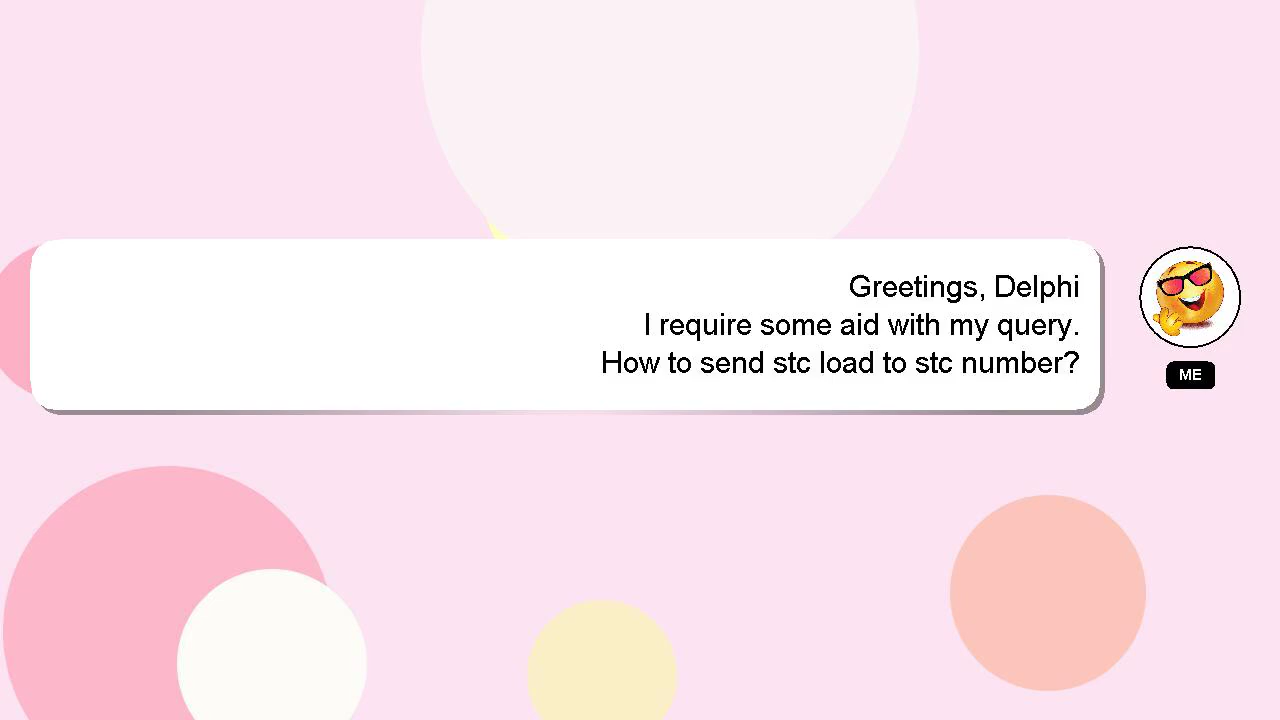 Greetings, Delphi
I require some aid with my query.
How to send stc load to stc number?
ME